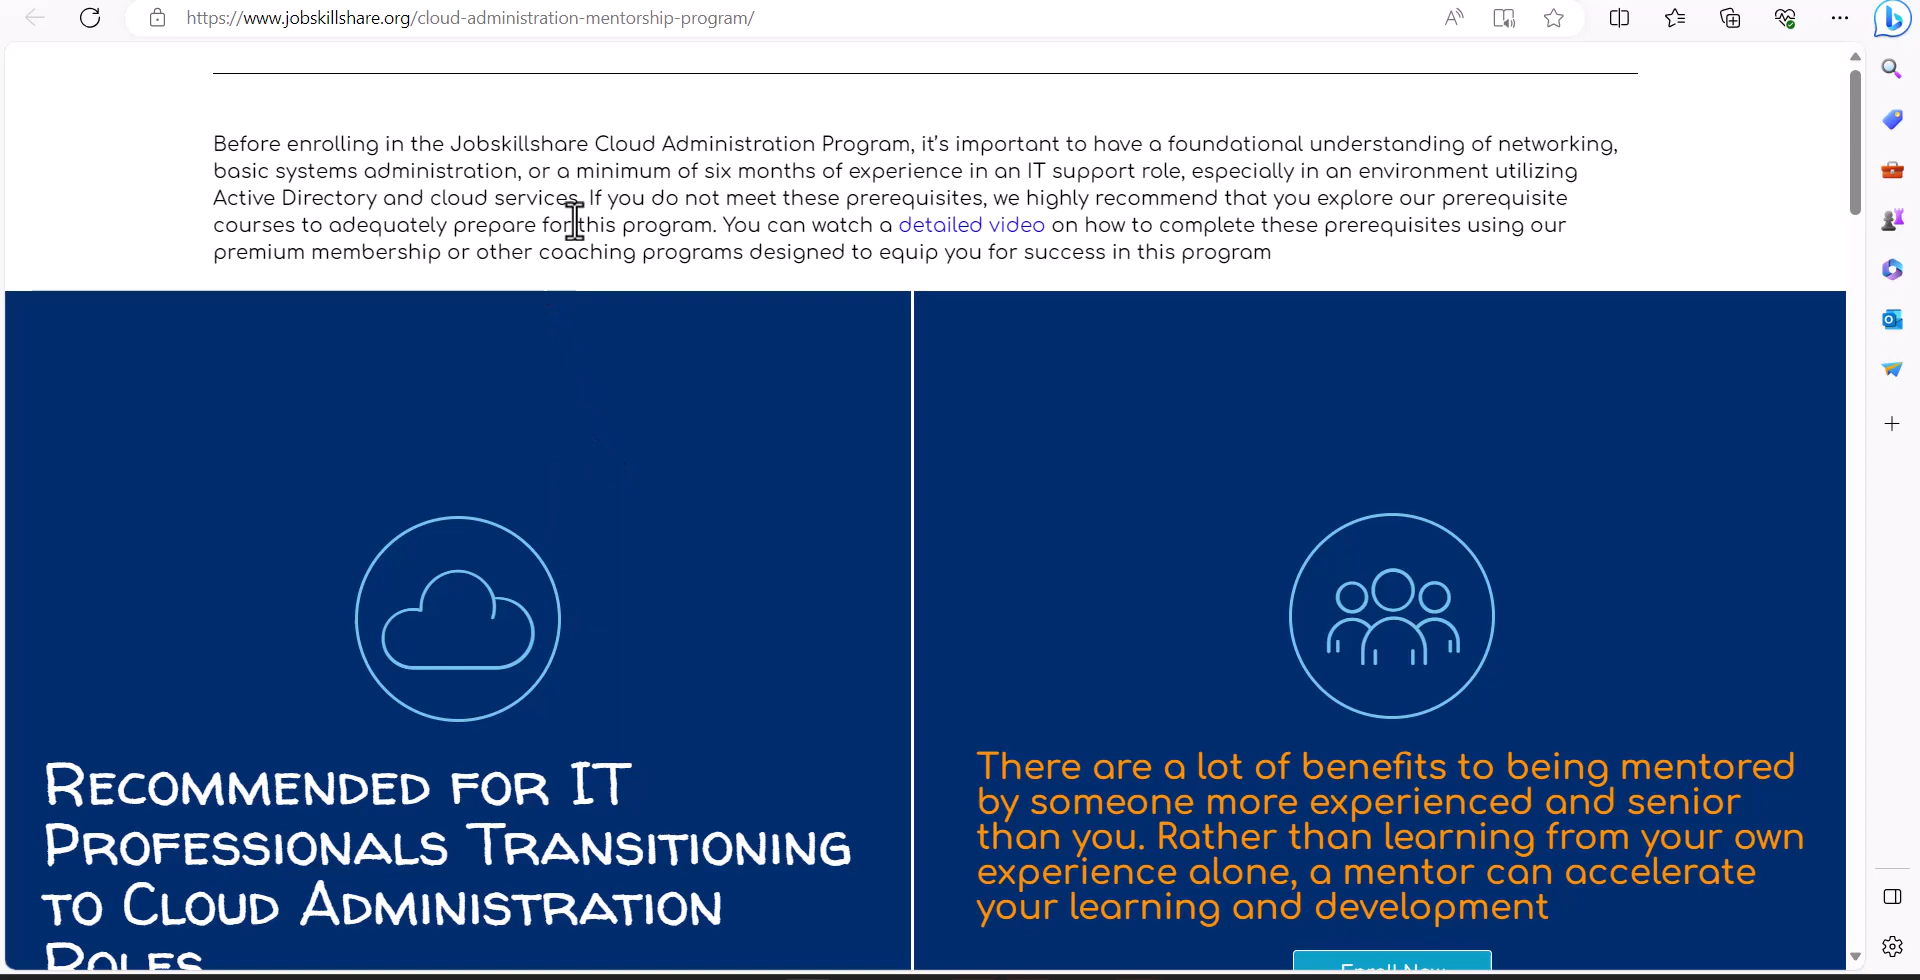 https://www.jobskillshare.org/cloud-administration-mentorship-program/
Before enrolling in the Jobskillshare Cloud Administration Program, it's important to have a foundational understanding of networking,
basic systems administration, or a minimum of six months of experience in an IT support role, especially in an environment utilizing
Active Directory and cloud services. If you do not meet these prerequisites, we highly recommend that you explore our prerequisite
courses to adequately prepare for this program. You can watch a detailed video on how to complete these prerequisites using our
premium membership or other coaching programs designed to equip you for success in this program
Recommended for IT
Professionals Transitioning
to Cloud Administration
Roles
There are a lot of benefits to being mentored
by someone more experienced and senior
than you. Rather than learning from your own
experience alone, a mentor can accelerate
your learning and development
Enroll Now